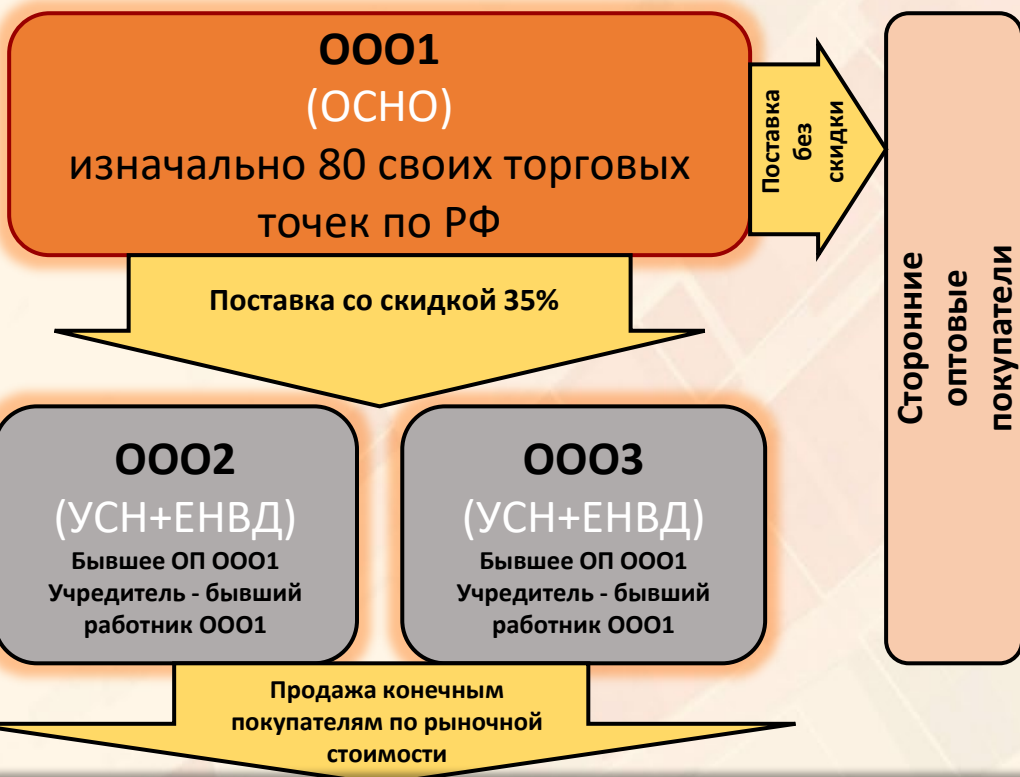 ООО1
(ОСНО)
изначально 80 своих торговых
точек по РФ
Поставка
без
скидки
Сторонние
оптовые
покупатели
Поставка со скидкой 35%
ООО2
(УСН+ЕНВД)
Бывшее ОП ООО1
Учредитель - бывший
работник ООО1
ООО3
(УСН+ЕНВД)
Бывшее ОП ООО1
Учредитель - бывший
работник ООО1
Продажа конечным
покупателям по рыночной
стоимости